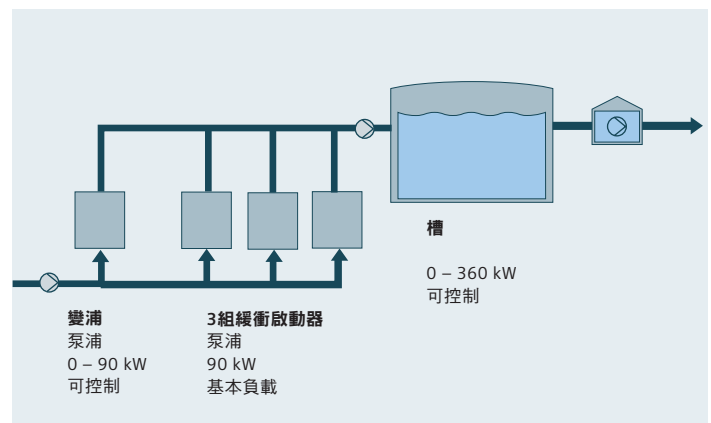 槽
0 – 360 kW
可控制
變浦
泵浦
0 – 90 kW
可控制
3組緩衝啟動器
泵浦
90 kW
基本負載